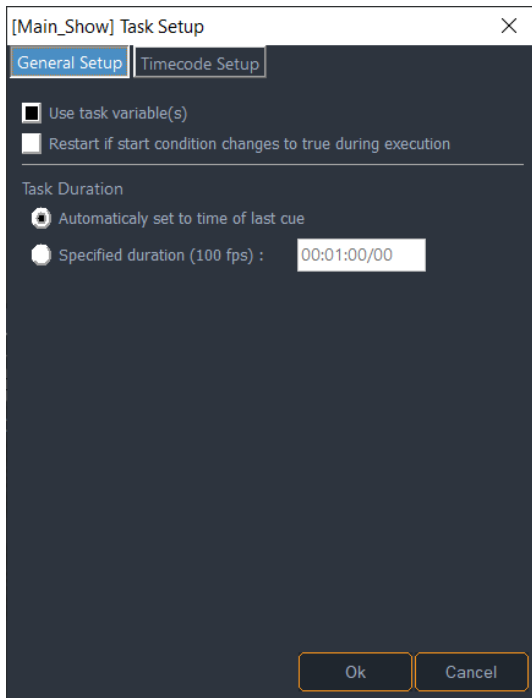 [Main_Show] Task Setup
General Setup Timecode Setup
Use task variable(s)
Restart if start condition changes to true during execution
Task Duration
Automaticaly set to time of last cue
Specified duration (100 fps) : 00:01:00/00
Ok Cancel